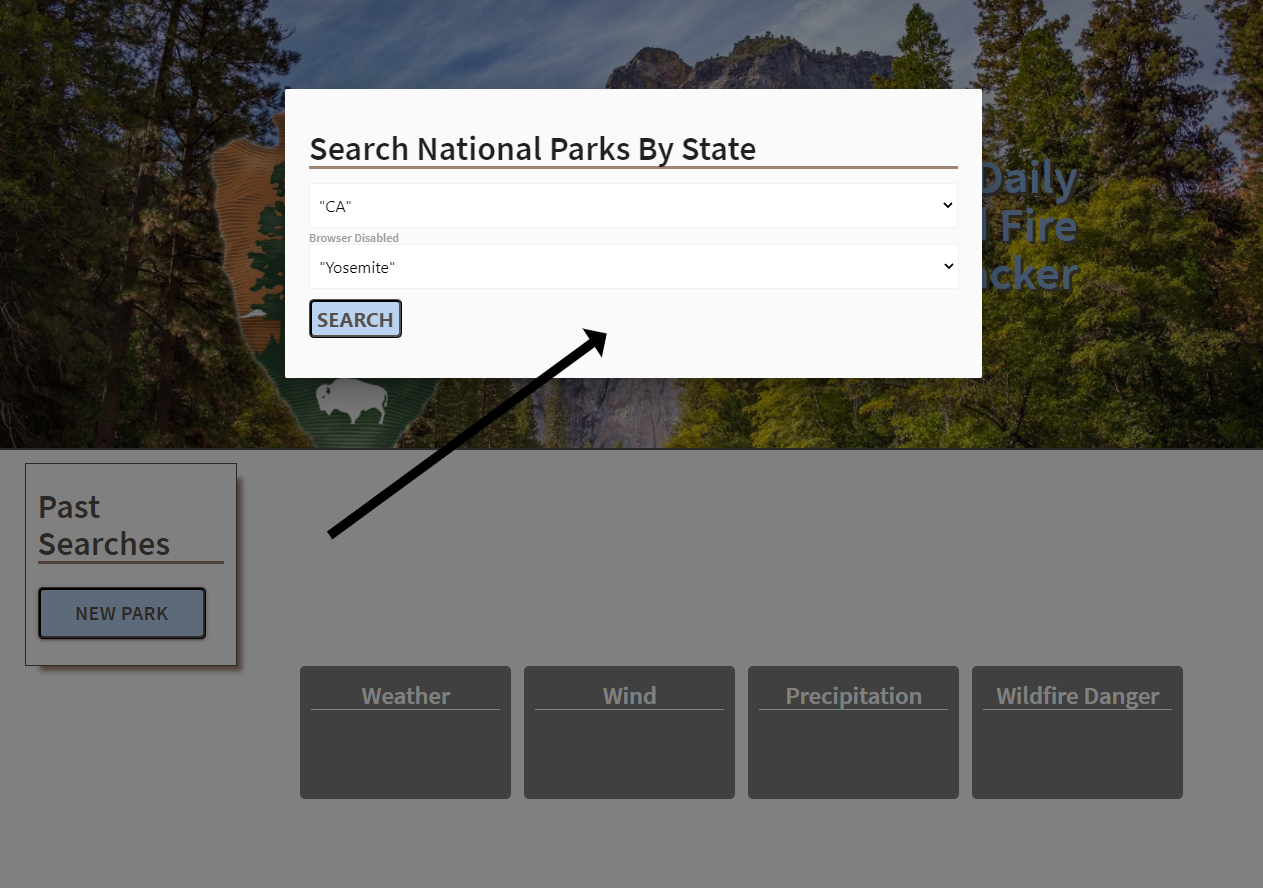 Search National Parks By State
"CA"
Browser Disabled
"Yosemite"
SEARCH
Daily
Fire
Past
Searches
NEW PARK
Weather
Wind
Precipitation
Wildfire Danger